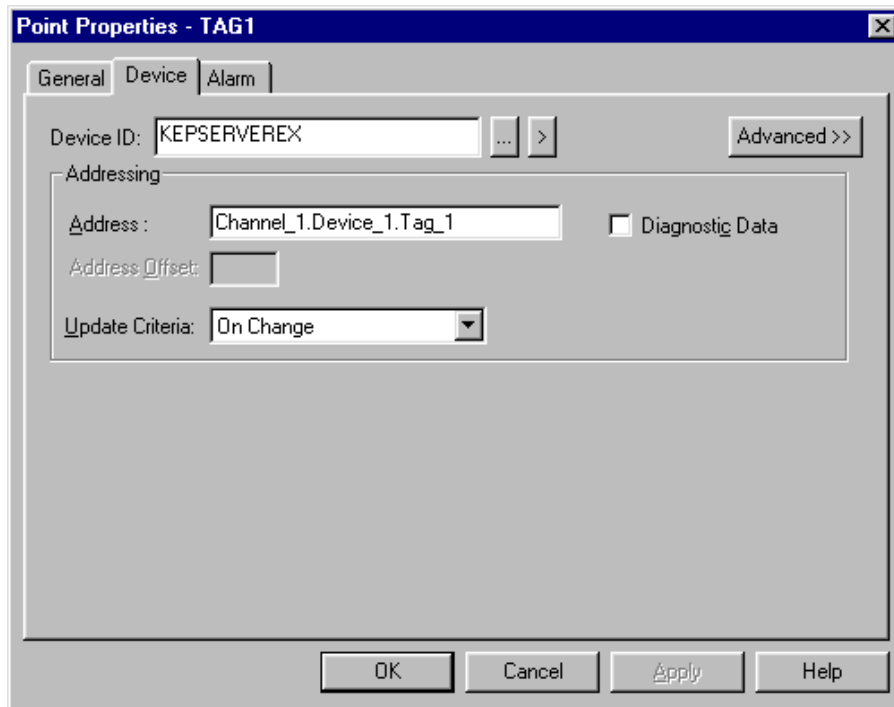 Point Properties - TAG1
General Device Alarm
Device ID: KEPSERVEREX ... > Advanced >>
Addressing
Address : Channel_1.Device_1.Tag_1 Diagnostic Data
Address Offset:
Update Criteria: On Change
OK Cancel Apply Help